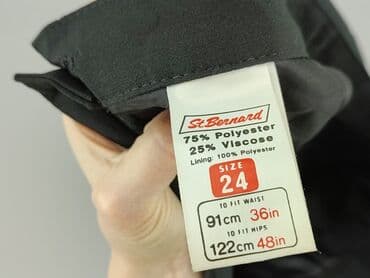 St.Bernard
75% Polyester
25% Viscose
Lining: 100% Polyester
SIZE
24
TO FIT WAIST
91cm 36in
TO FIT HIPS
122cm 48in